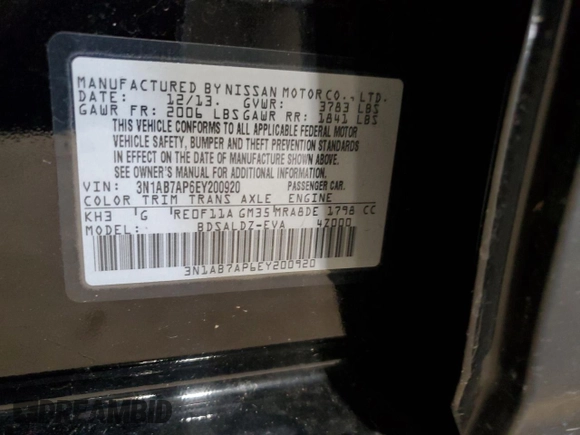 MANUFACTURED BY NISSAN MOTOR CO., LTD.
DATE: 12/13. GVWR: 3783 LBS
GAWR FR: 2006 LBS GAWR RR: 1841 LBS
THIS VEHICLE CONFORMS TO ALL APPLICABLE FEDERAL MOTOR
VEHICLE SAFETY, BUMPER AND THEFT PREVENTION STANDARDS
IN EFFECT ON THE DATE OF MANUFACTURE SHOWN ABOVE.
SEE OWNER'S MANUAL FOR ADDITIONAL INFORMATION.
VIN: 3N1AB7AP6EY200920 PASSENGER CAR.
COLOR TRIM TRANS AXLE ENGINE
KH3 G RE0F11A GM35 MRA8DE 1798 CC
MODEL: BDSALDZ-EVA 42000
3N1AB7AP6EY200920
DREAMBID